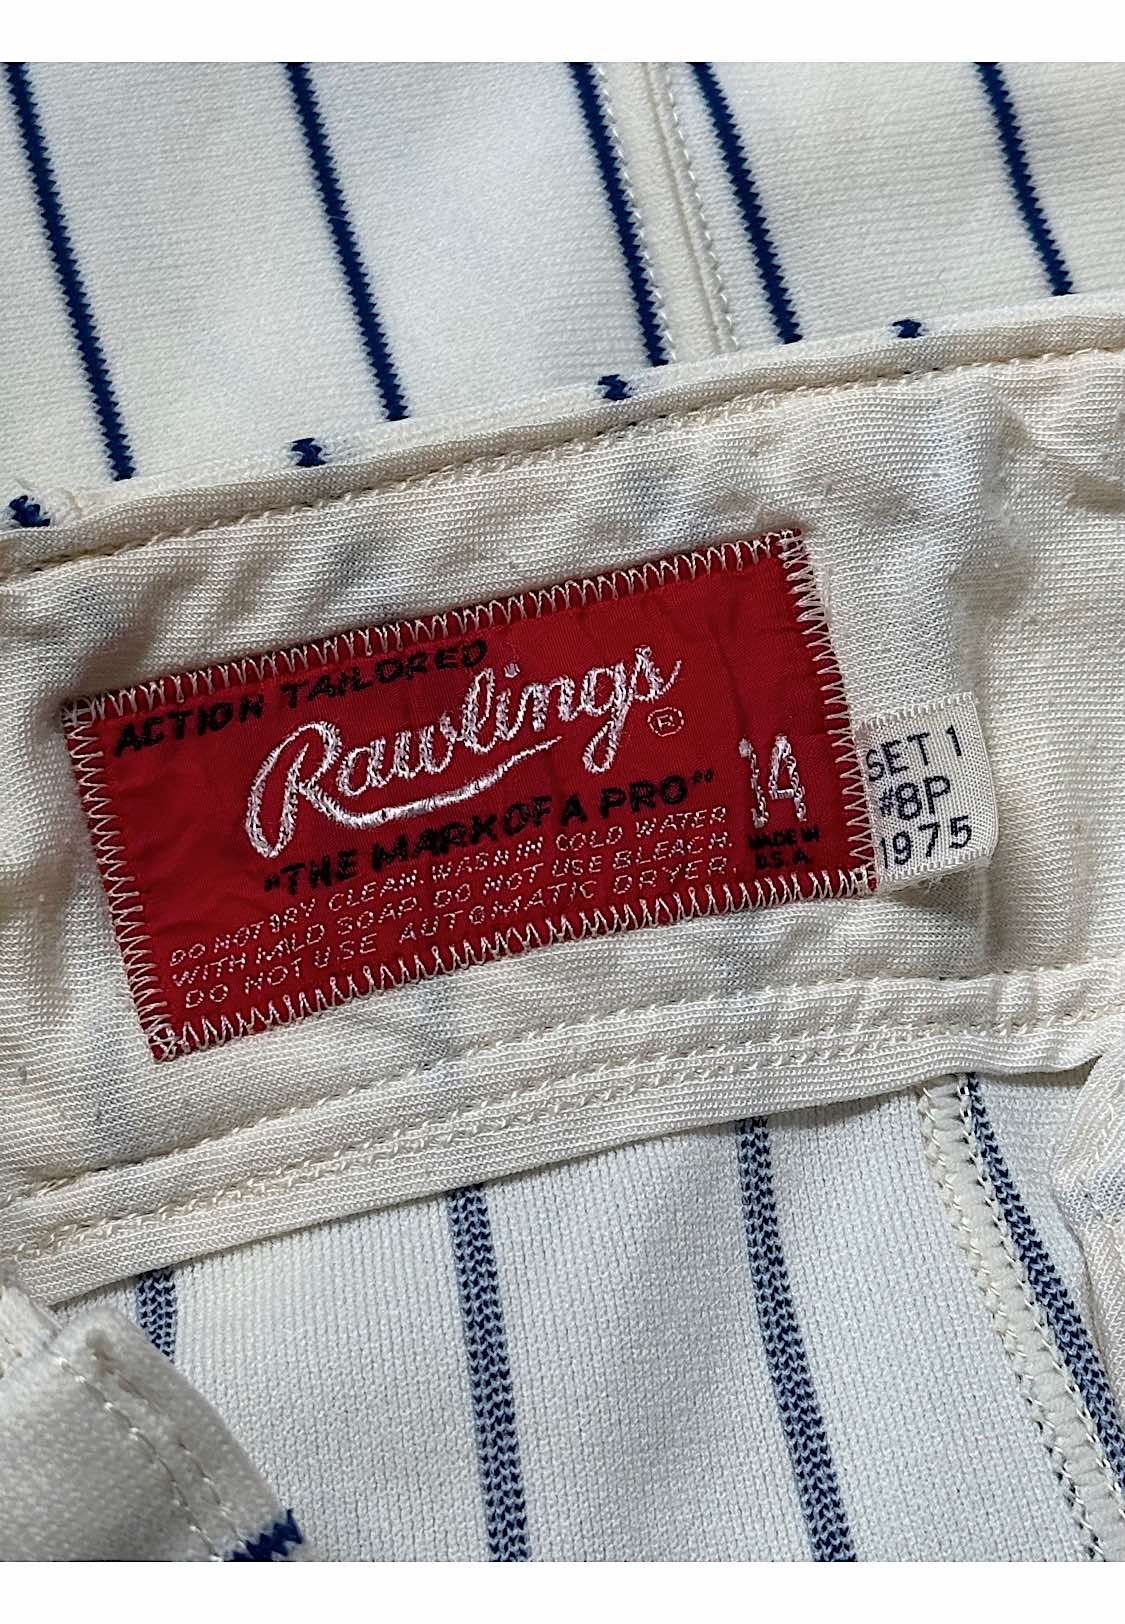 ACTION TAILORED
Rawlings ®
"THE MARK OF A PRO"
14
MADE IN
U.S.A.
DO NOT DRY CLEAN. WASH IN COLD WATER
WITH MILD SOAP. DO NOT USE BLEACH.
DO NOT USE AUTOMATIC DRYER.
SET 1
#8P
1975